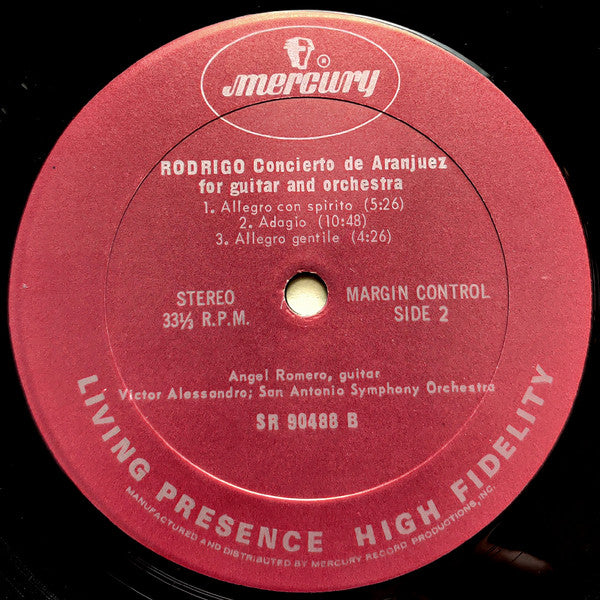 ®
mercury
RODRIGO Concierto de Aranjuez
for guitar and orchestra
1. Allegro con spirito (5:26)
2. Adagio (10:48)
3. Allegro gentile (4:26)
STEREO
33⅓ R.P.M.
MARGIN CONTROL
SIDE 2
Angel Romero, guitar
Victor Alessandro; San Antonio Symphony Orchestra
SR 90488 B
LIVING PRESENCE HIGH FIDELITY
MANUFACTURED AND DISTRIBUTED BY MERCURY RECORD PRODUCTIONS, INC.